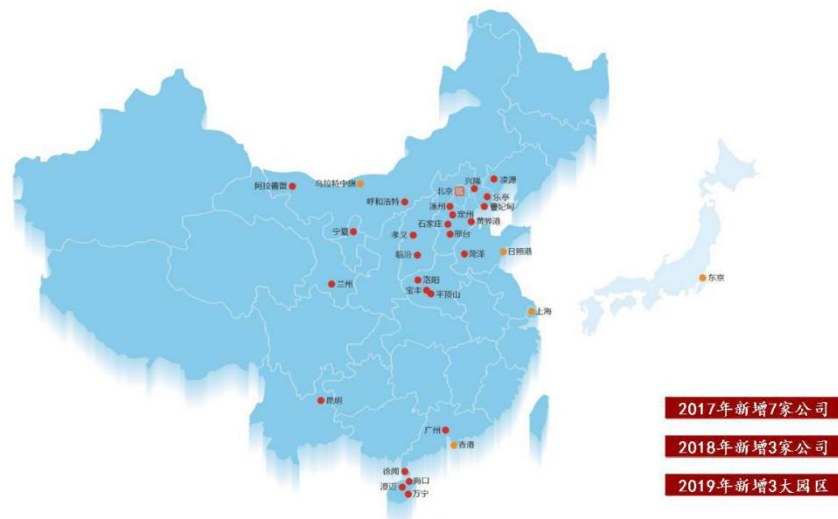 兴隆
凌源
阿拉善盟
乌拉特中旗
北京
乐亭
呼和浩特
涿州
曹妃甸
定州
石家庄
黄骅港
宁夏
孝义
邢台
临汾
菏泽
日照港
东京
洛阳
兰州
宝丰
平顶山
上海
昆明
2017年新增7家公司
广州
2018年新增3家公司
香港
徐闻
海口
澄迈
万宁
2019年新增3大园区